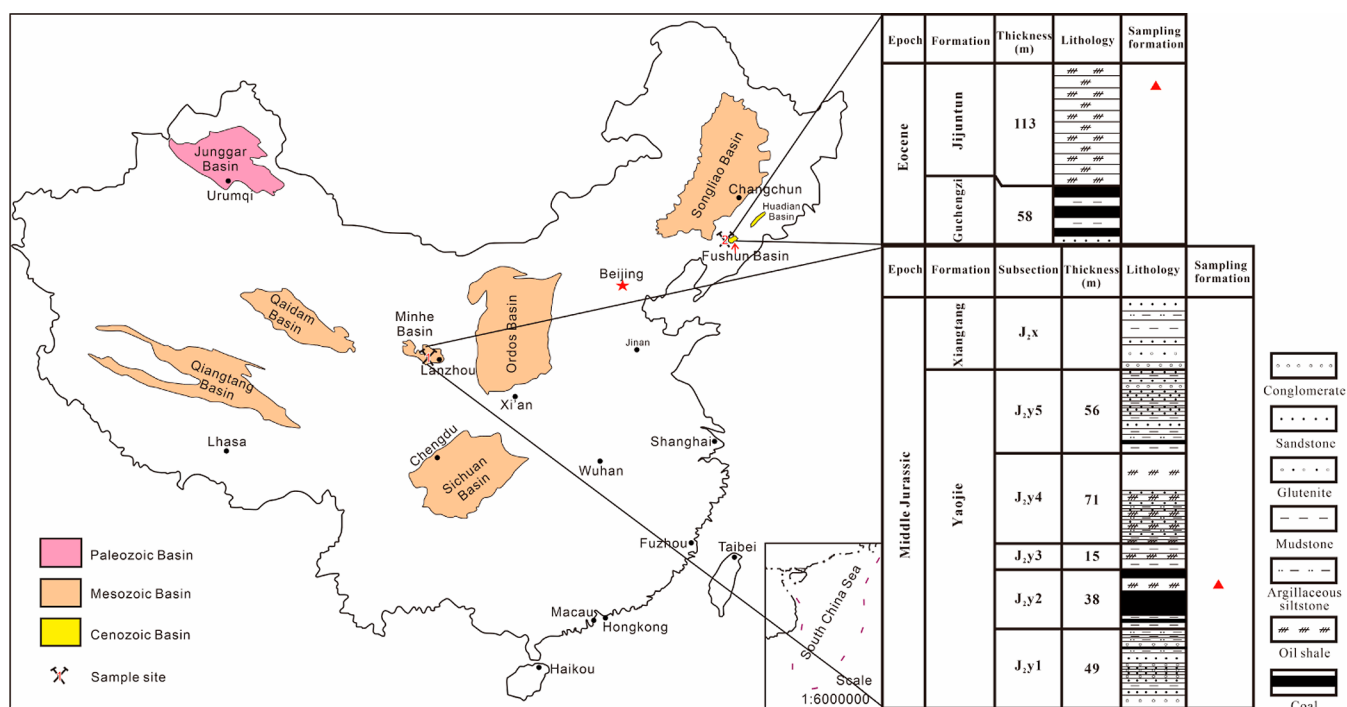 Junggar
Basin
Urumqi
Qaidam
Basin
Qiangtang
Basin
Lhasa
Minhe
Basin
1
Lanzhou
Ordos Basin
Xi'an
Chengdu
Sichuan
Basin
Songliao Basin
Changchun
Huadian
Basin
2
Fushun Basin
Beijing
Jinan
Shanghai
Wuhan
Fuzhou
Taibei
Macau
Hongkong
Haikou
South China Sea
Scale
1:6000000
Paleozoic Basin
Mesozoic Basin
Cenozoic Basin
Sample site
Epoch Formation Thickness (m) Lithology Sampling formation
Eocene
Jijuntun
113
Guchengzi
58
Epoch Formation Subsection Thickness (m) Lithology Sampling formation
Middle Jurassic
Xiangtang
J₂x
Yaojie
J₂y5 56
J₂y4 71
J₂y3 15
J₂y2 38
J₂y1 49
Conglomerate
Sandstone
Glutenite
Mudstone
Argillaceous
siltstone
Oil shale
Coal